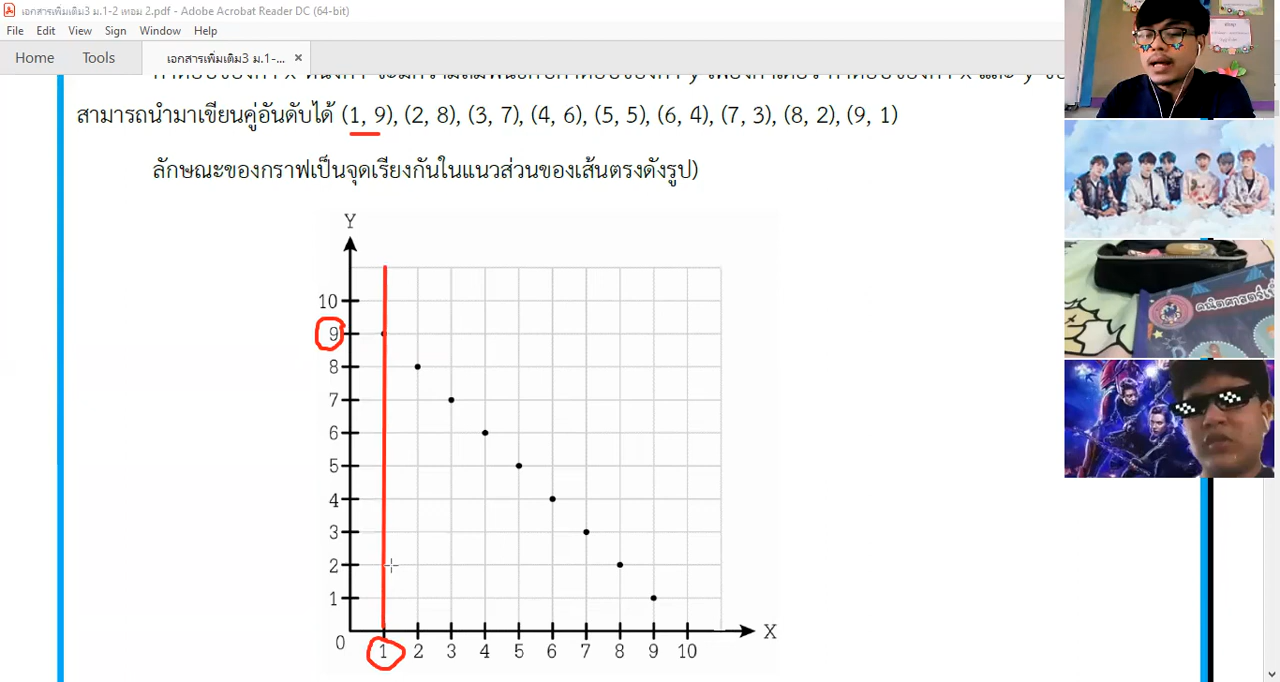 เอกสารเพิ่มเติม3 ม.1-2 เทอม 2.pdf - Adobe Acrobat Reader DC (64-bit)
File Edit View Sign Window Help
Home Tools เอกสารเพิ่มเติม3 ม.1-... ×
สามารถนำมาเขียนคู่อันดับได้ (1, 9), (2, 8), (3, 7), (4, 6), (5, 5), (6, 4), (7, 3), (8, 2), (9, 1)
ลักษณะของกราฟเป็นจุดเรียงกันในแนวส่วนของเส้นตรงดังรูป)
Y
10
9
8
7
6
5
4
3
2
1
0
1 2 3 4 5 6 7 8 9 10
X